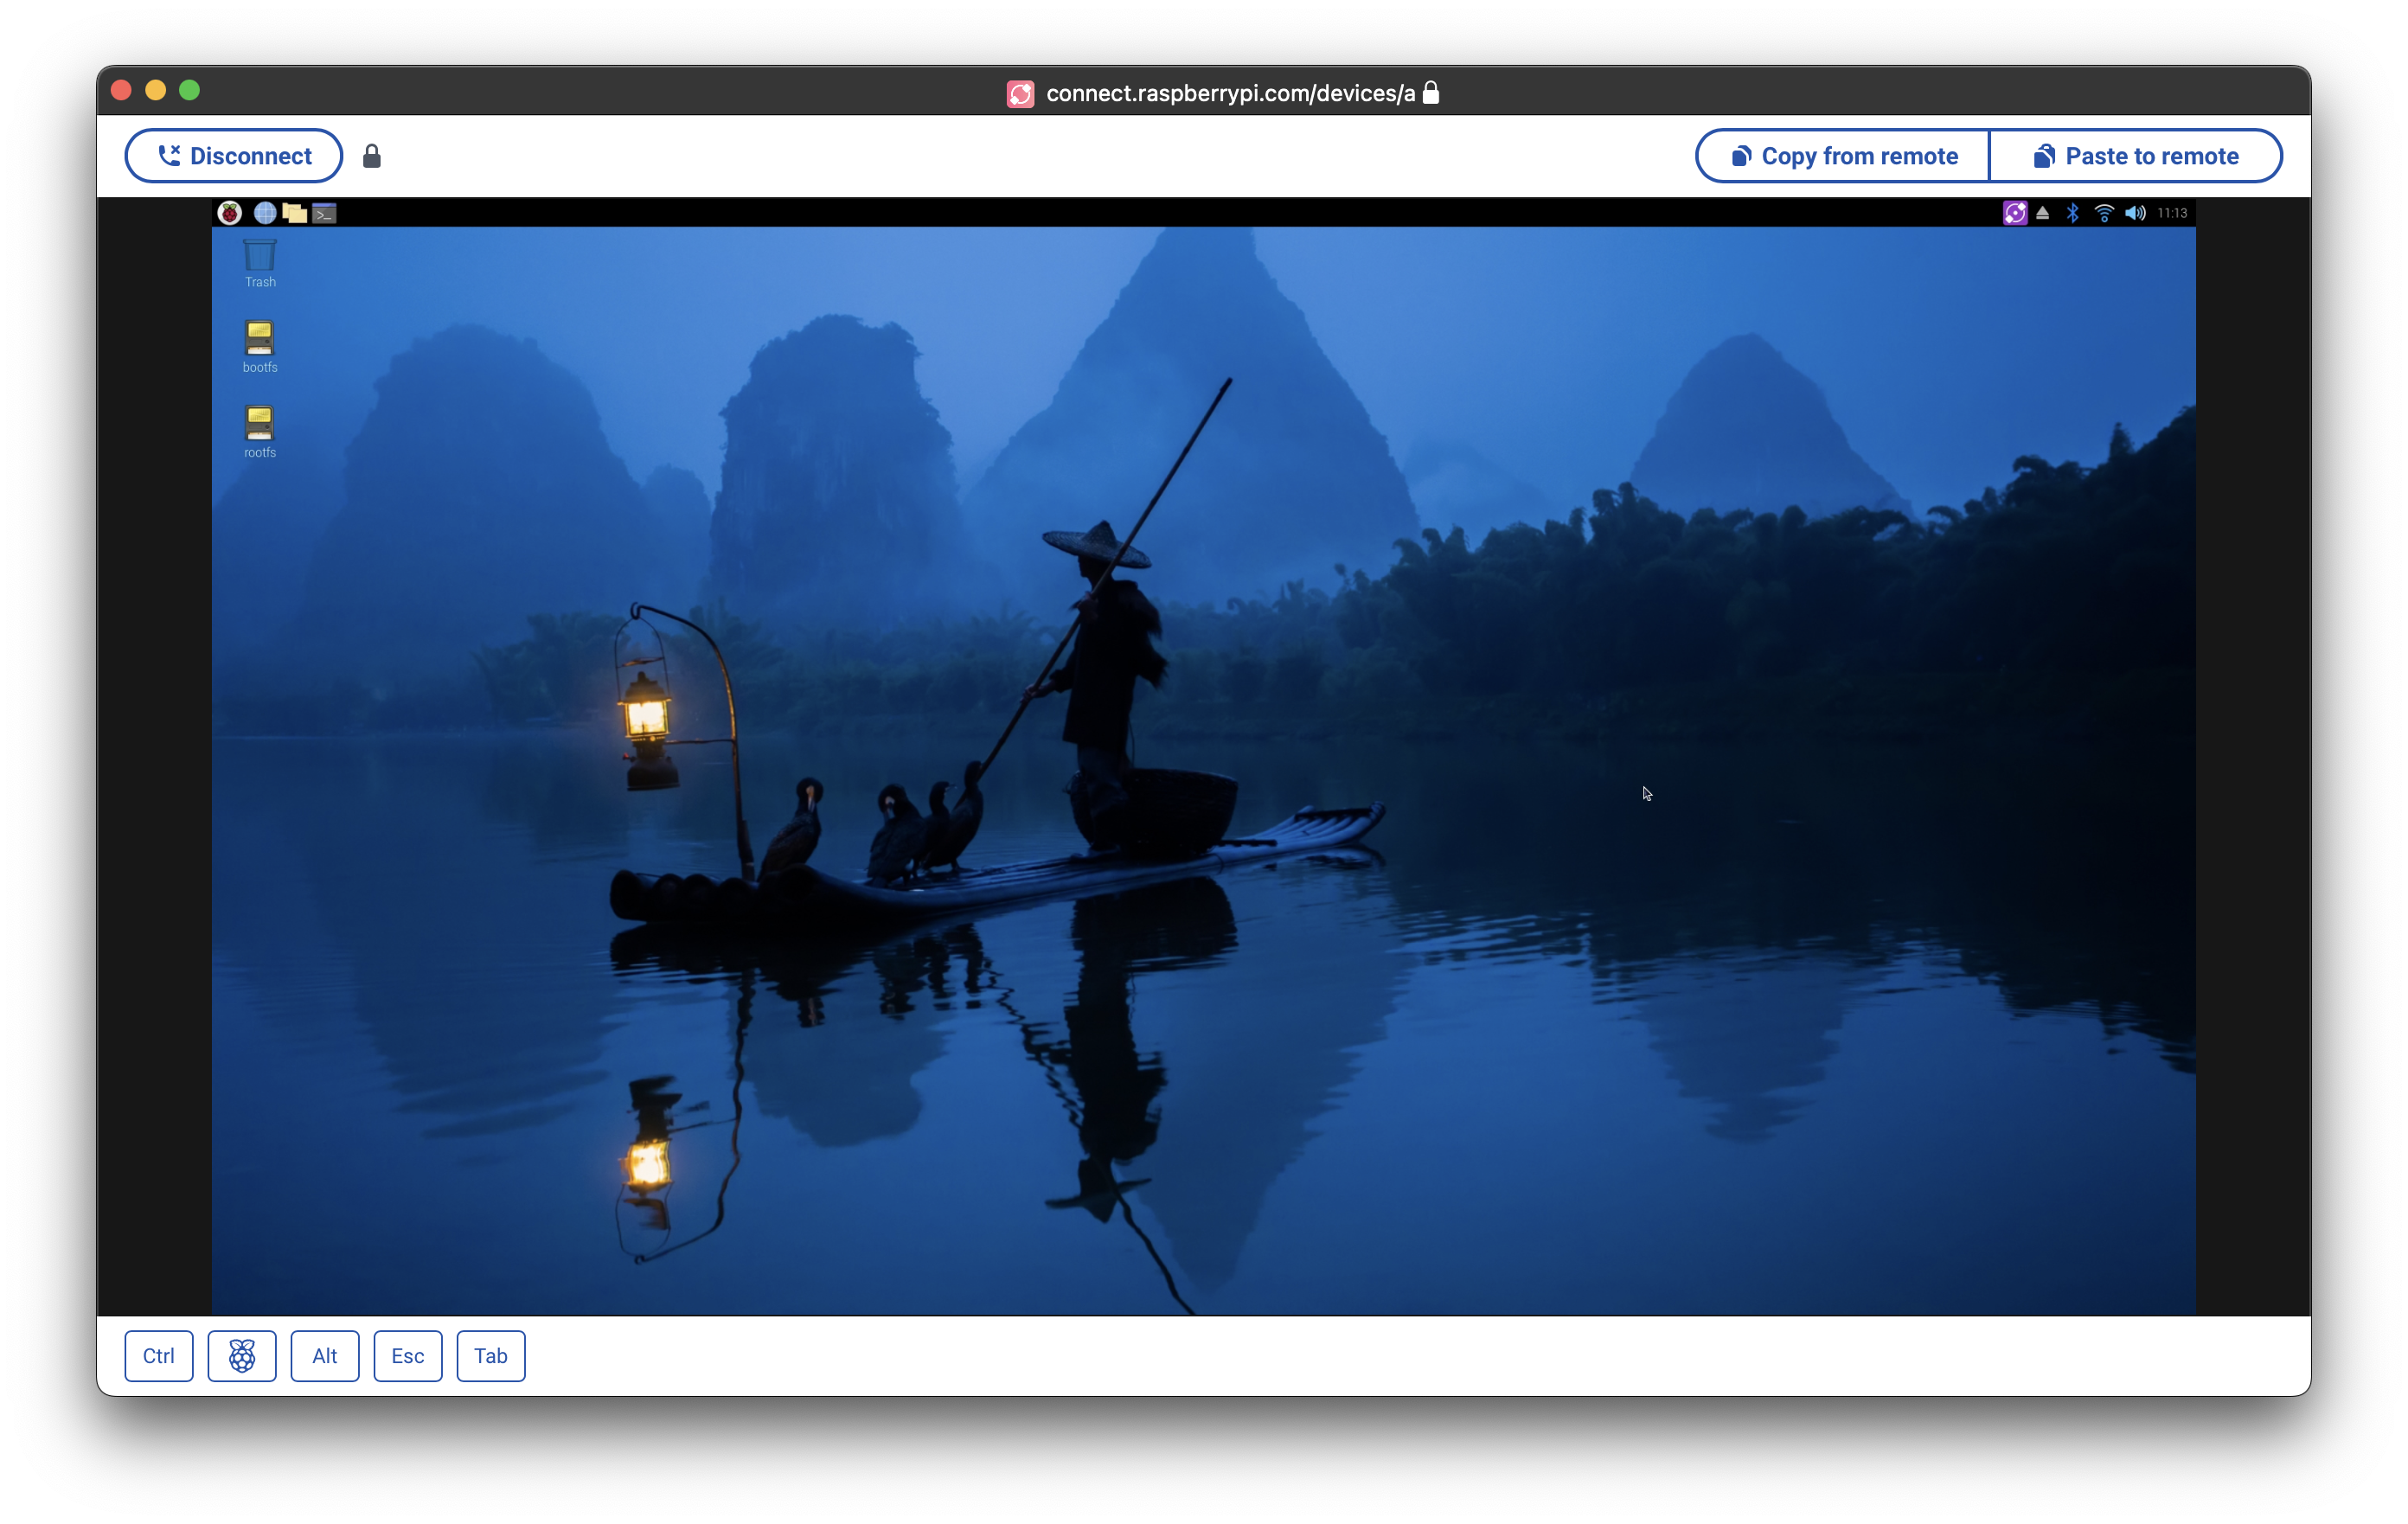 connect.raspberrypi.com/devices/a
Disconnect
Copy from remote
Paste to remote
11:13
Trash
bootfs
rootfs
Ctrl
Alt
Esc
Tab